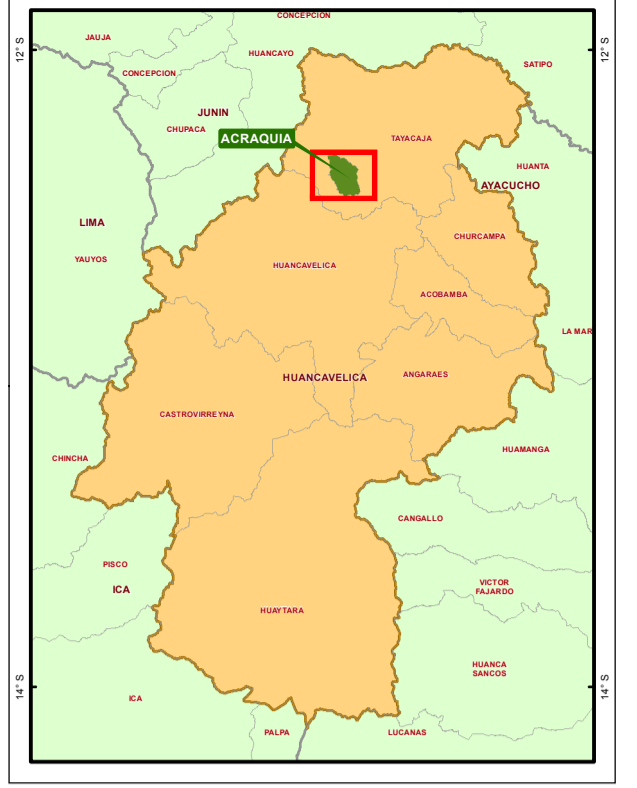 CONCEPCION
JAUJA
12° S
12° S
HUANCAYO
SATIPO
CONCEPCION
JUNIN
CHUPACA
ACRAQUIA
TAYACAJA
HUANTA
AYACUCHO
LIMA
CHURCAMPA
YAUYOS
HUANCAVELICA
ACOBAMBA
LA MAR
HUANCAVELICA
ANGARAES
CASTROVIRREYNA
HUAMANGA
CHINCHA
CANGALLO
PISCO
ICA
VICTOR
FAJARDO
HUAYTARA
HUANCA
SANCOS
14° S
14° S
ICA
PALPA
LUCANAS